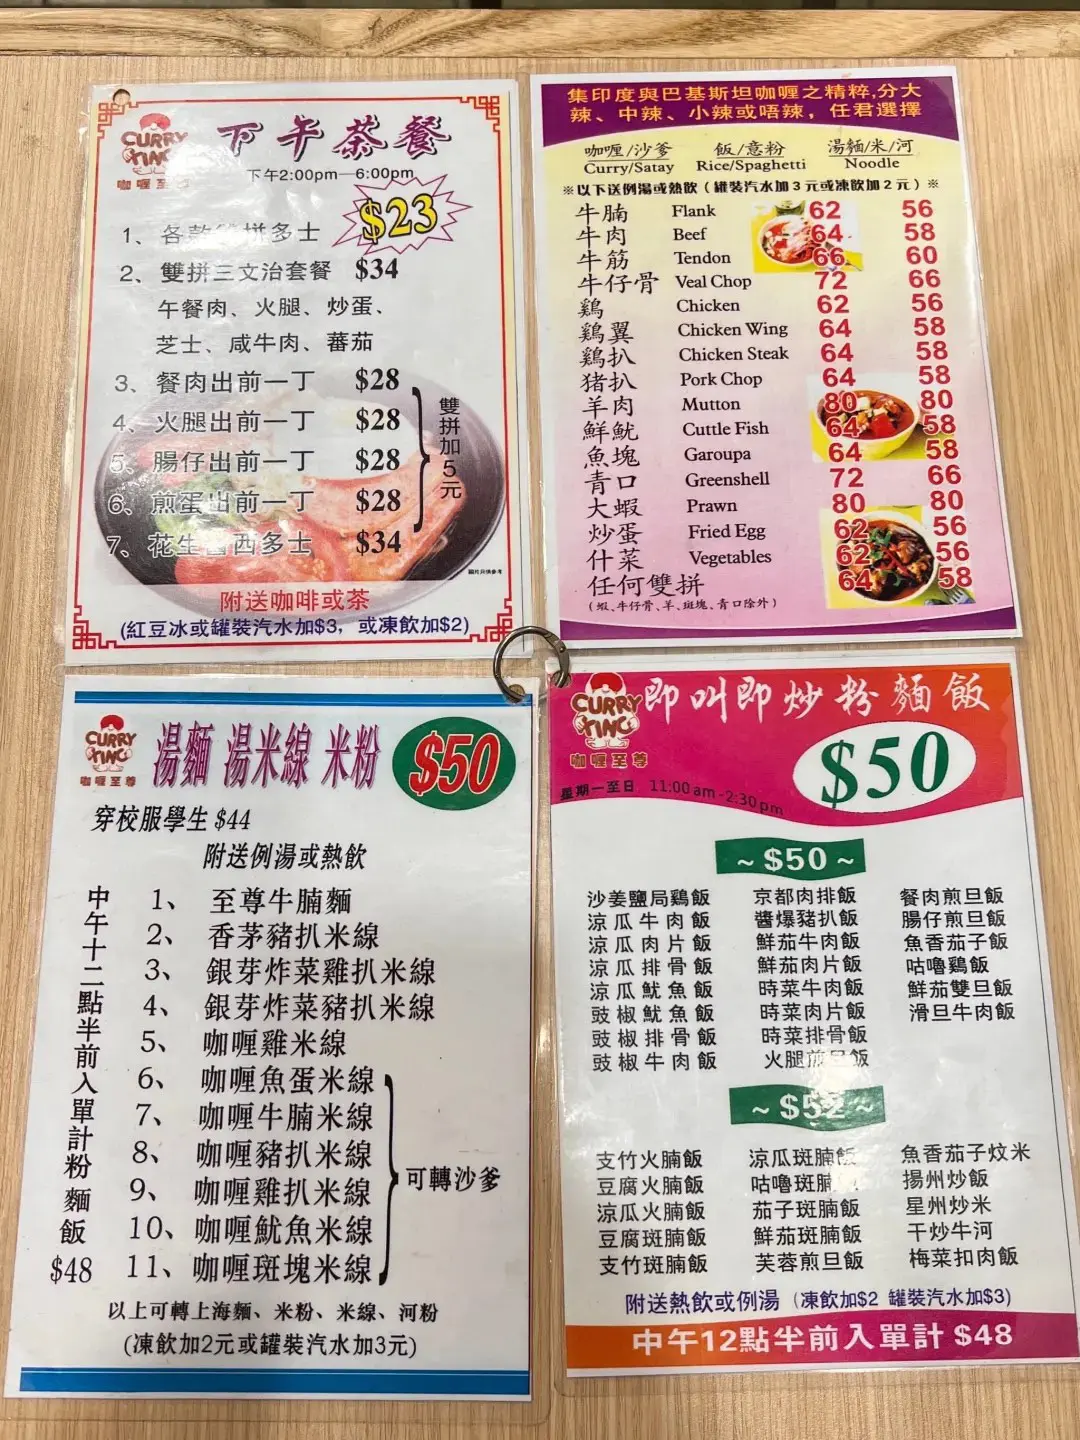 CURRY
KING
咖喱至尊
下午茶餐
下午2:00pm—6:00pm
$23
1、各款雙拼多士
2、雙拼三文治套餐 $34
午餐肉、火腿、炒蛋、
芝士、咸牛肉、蕃茄
3、餐肉出前一丁 $28
4、火腿出前一丁 $28
5、腸仔出前一丁 $28
6、煎蛋出前一丁 $28
雙拼加5元
7、花生醬西多士 $34
圖片只供參考
附送咖啡或茶
(紅豆冰或罐裝汽水加$3，或凍飲加$2)
集印度與巴基斯坦咖喱之精粹,分大
辣、中辣、小辣或唔辣，任君選擇
咖喱/沙爹 飯/意粉 湯麵/米/河
Curry/Satay Rice/Spaghetti Noodle
※以下送例湯或熱飲（罐裝汽水加3元或凍飲加2元）※
牛腩 Flank 62 56
牛肉 Beef 64 58
牛筋 Tendon 66 60
牛仔骨 Veal Chop 72 66
鷄 Chicken 62 56
鷄翼 Chicken Wing 64 58
鷄扒 Chicken Steak 64 58
猪扒 Pork Chop 64 58
羊肉 Mutton 80 80
鮮魷 Cuttle Fish 64 58
魚塊 Garoupa 64 58
青口 Greenshell 72 66
大蝦 Prawn 80 80
炒蛋 Fried Egg 62 56
什菜 Vegetables 62 56
任何雙拼 64 58
（蝦、牛仔骨、羊、斑塊、青口除外）
CURRY
KING
咖喱至尊
湯麵 湯米線 米粉 $50
穿校服學生 $44
附送例湯或熱飲
中午十二點半前入單計粉麵飯 $48
1、至尊牛腩麵
2、香茅豬扒米線
3、銀芽炸菜雞扒米線
4、銀芽炸菜豬扒米線
5、咖喱雞米線
6、咖喱魚蛋米線
7、咖喱牛腩米線
8、咖喱豬扒米線
9、咖喱雞扒米線
10、咖喱魷魚米線
11、咖喱斑塊米線
可轉沙爹
以上可轉上海麵、米粉、米線、河粉
(凍飲加2元或罐裝汽水加3元)
CURRY
KING
咖喱至尊
即叫即炒粉麵飯
星期一至日 11:00am-2:30pm
$50
~ $50 ~
沙姜鹽局鷄飯 京都肉排飯 餐肉煎旦飯
涼瓜牛肉飯 醬爆豬扒飯 腸仔煎旦飯
涼瓜肉片飯 鮮茄牛肉飯 魚香茄子飯
涼瓜排骨飯 鮮茄肉片飯 咕嚕鷄飯
涼瓜魷魚飯 時菜牛肉飯 鮮茄雙旦飯
豉椒魷魚飯 時菜肉片飯 滑旦牛肉飯
豉椒排骨飯 時菜排骨飯
豉椒牛肉飯 火腿煎旦飯
~ $52 ~
支竹火腩飯 涼瓜斑腩飯 魚香茄子炆米
豆腐火腩飯 咕嚕斑腩飯 揚州炒飯
涼瓜火腩飯 茄子斑腩飯 星州炒米
豆腐斑腩飯 鮮茄斑腩飯 干炒牛河
支竹斑腩飯 芙蓉煎旦飯 梅菜扣肉飯
附送熱飲或例湯（凍飲加$2 罐裝汽水加$3）
中午12點半前入單計 $48